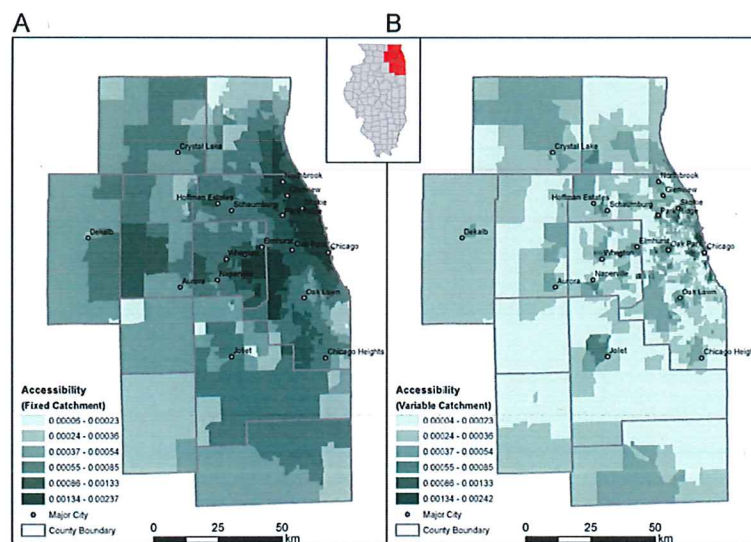 A
B
Crystal Lake
Northbrook
Glenview
Hoffman Estates
Skokie
Schaumburg
Park Ridge
Dekalb
Elmhurst
Oak Park
Chicago
Wheaton
Naperville
Aurora
Oak Lawn
Joliet
Chicago Heights
Accessibility
(Fixed Catchment)
0.00006 - 0.00023
0.00024 - 0.00036
0.00037 - 0.00054
0.00055 - 0.00085
0.00086 - 0.00133
0.00134 - 0.00237
Major City
County Boundary
0 25 50
km
Crystal Lake
Northbrook
Glenview
Hoffman Estates
Skokie
Schaumburg
Park Ridge
Dekalb
Elmhurst
Oak Park
Chicago
Wheaton
Naperville
Aurora
Oak Lawn
Joliet
Chicago Heights
Accessibility
(Variable Catchment)
0.00004 - 0.00023
0.00024 - 0.00036
0.00037 - 0.00054
0.00055 - 0.00085
0.00086 - 0.00133
0.00134 - 0.00242
Major City
County Boundary
0 25 50
km